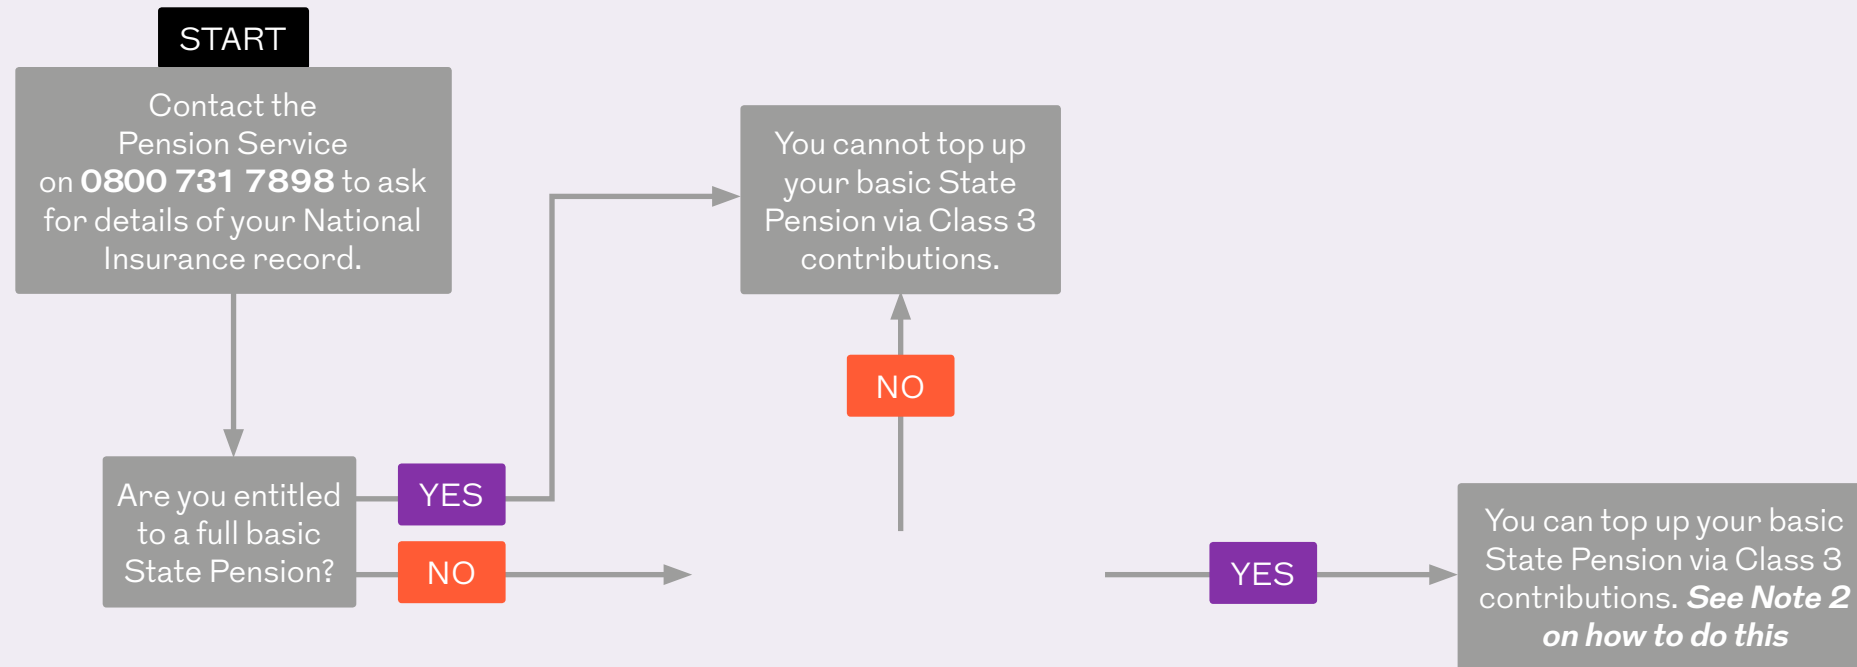 START
Contact the
Pension Service
on 0800 731 7898 to ask
for details of your National
Insurance record.
You cannot top up
your basic State
Pension via Class 3
contributions.
NO
Are you entitled
to a full basic
State Pension?
YES
NO
YES
You can top up your basic
State Pension via Class 3
contributions. See Note 2
on how to do this